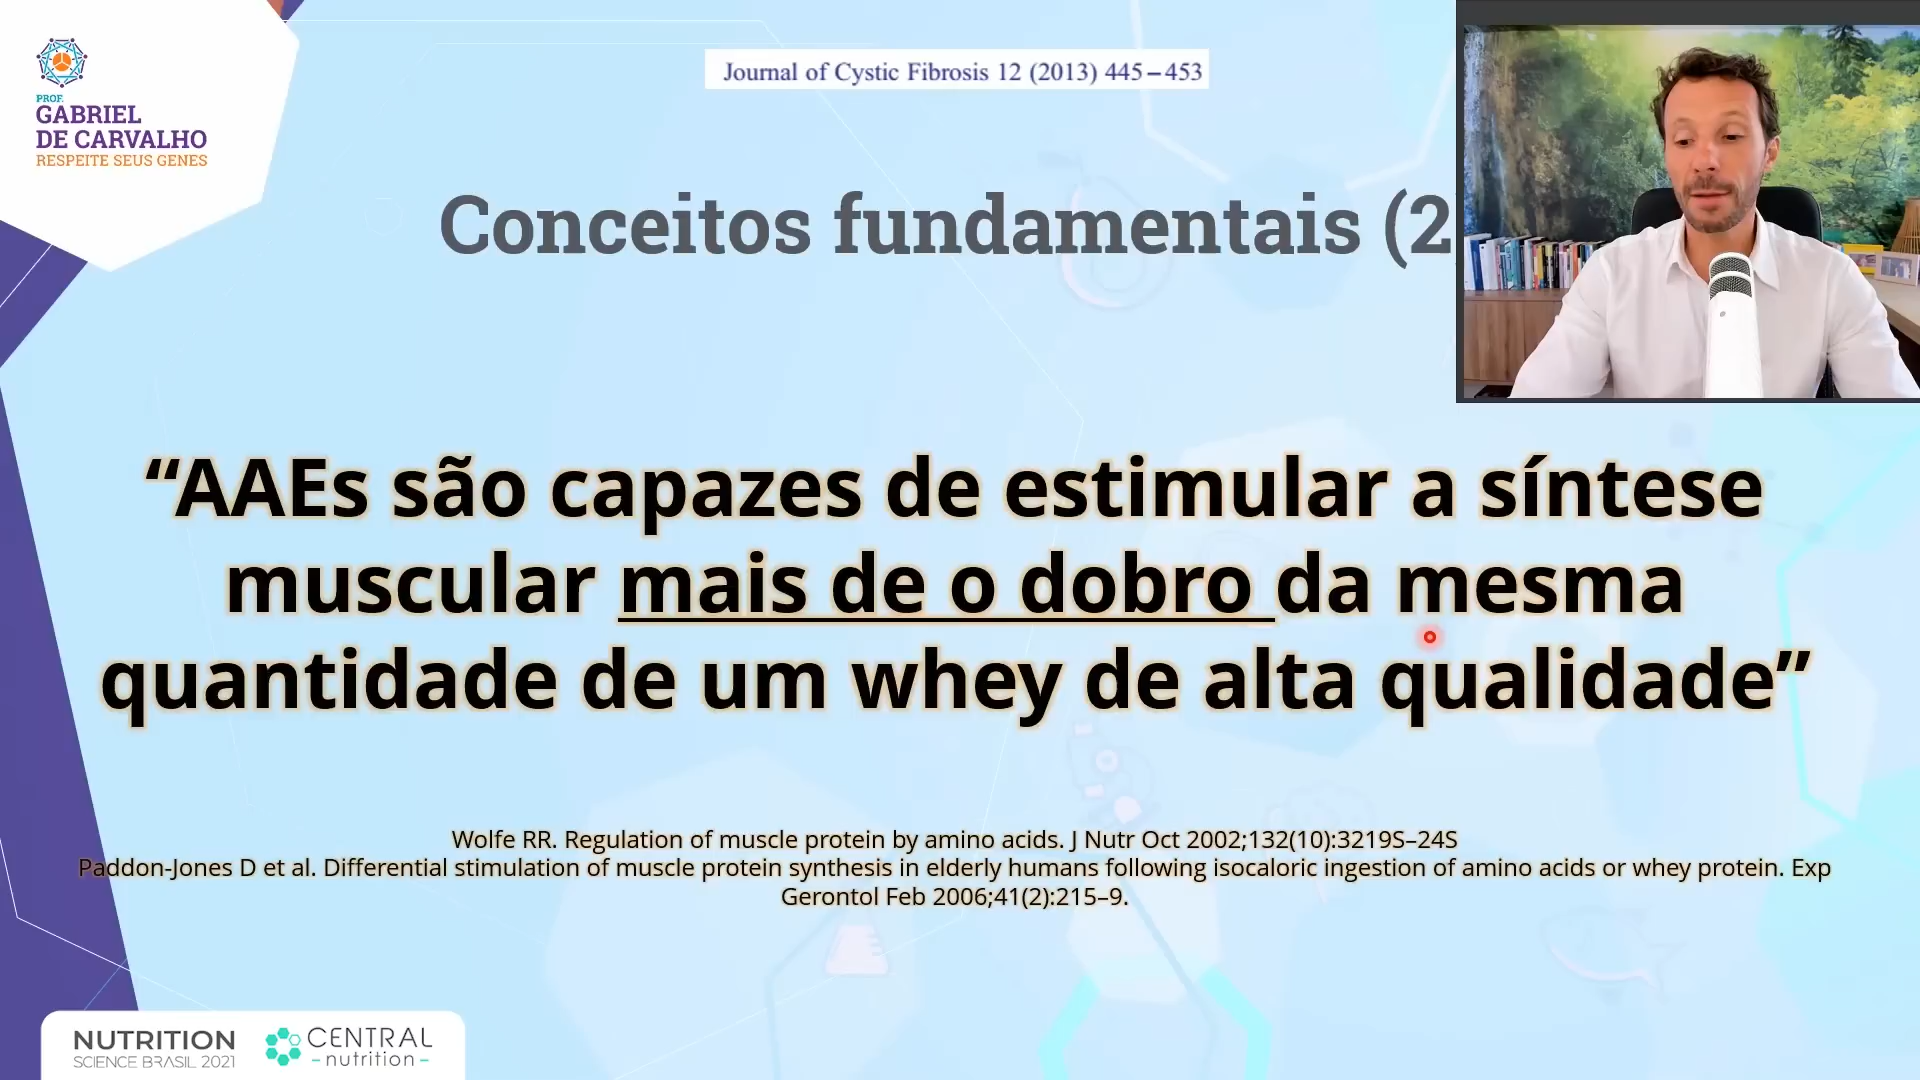 PROF.
GABRIEL
DE CARVALHO
RESPEITE SEUS GENES
Journal of Cystic Fibrosis 12 (2013) 445–453
Conceitos fundamentais (2
“AAEs são capazes de estimular a síntese
muscular mais de o dobro da mesma
quantidade de um whey de alta qualidade”
Wolfe RR. Regulation of muscle protein by amino acids. J Nutr Oct 2002;132(10):3219S–24S
Paddon-Jones D et al. Differential stimulation of muscle protein synthesis in elderly humans following isocaloric ingestion of amino acids or whey protein. Exp
Gerontol Feb 2006;41(2):215–9.
NUTRITION
SCIENCE BRASIL 2021
CENTRAL
nutrition